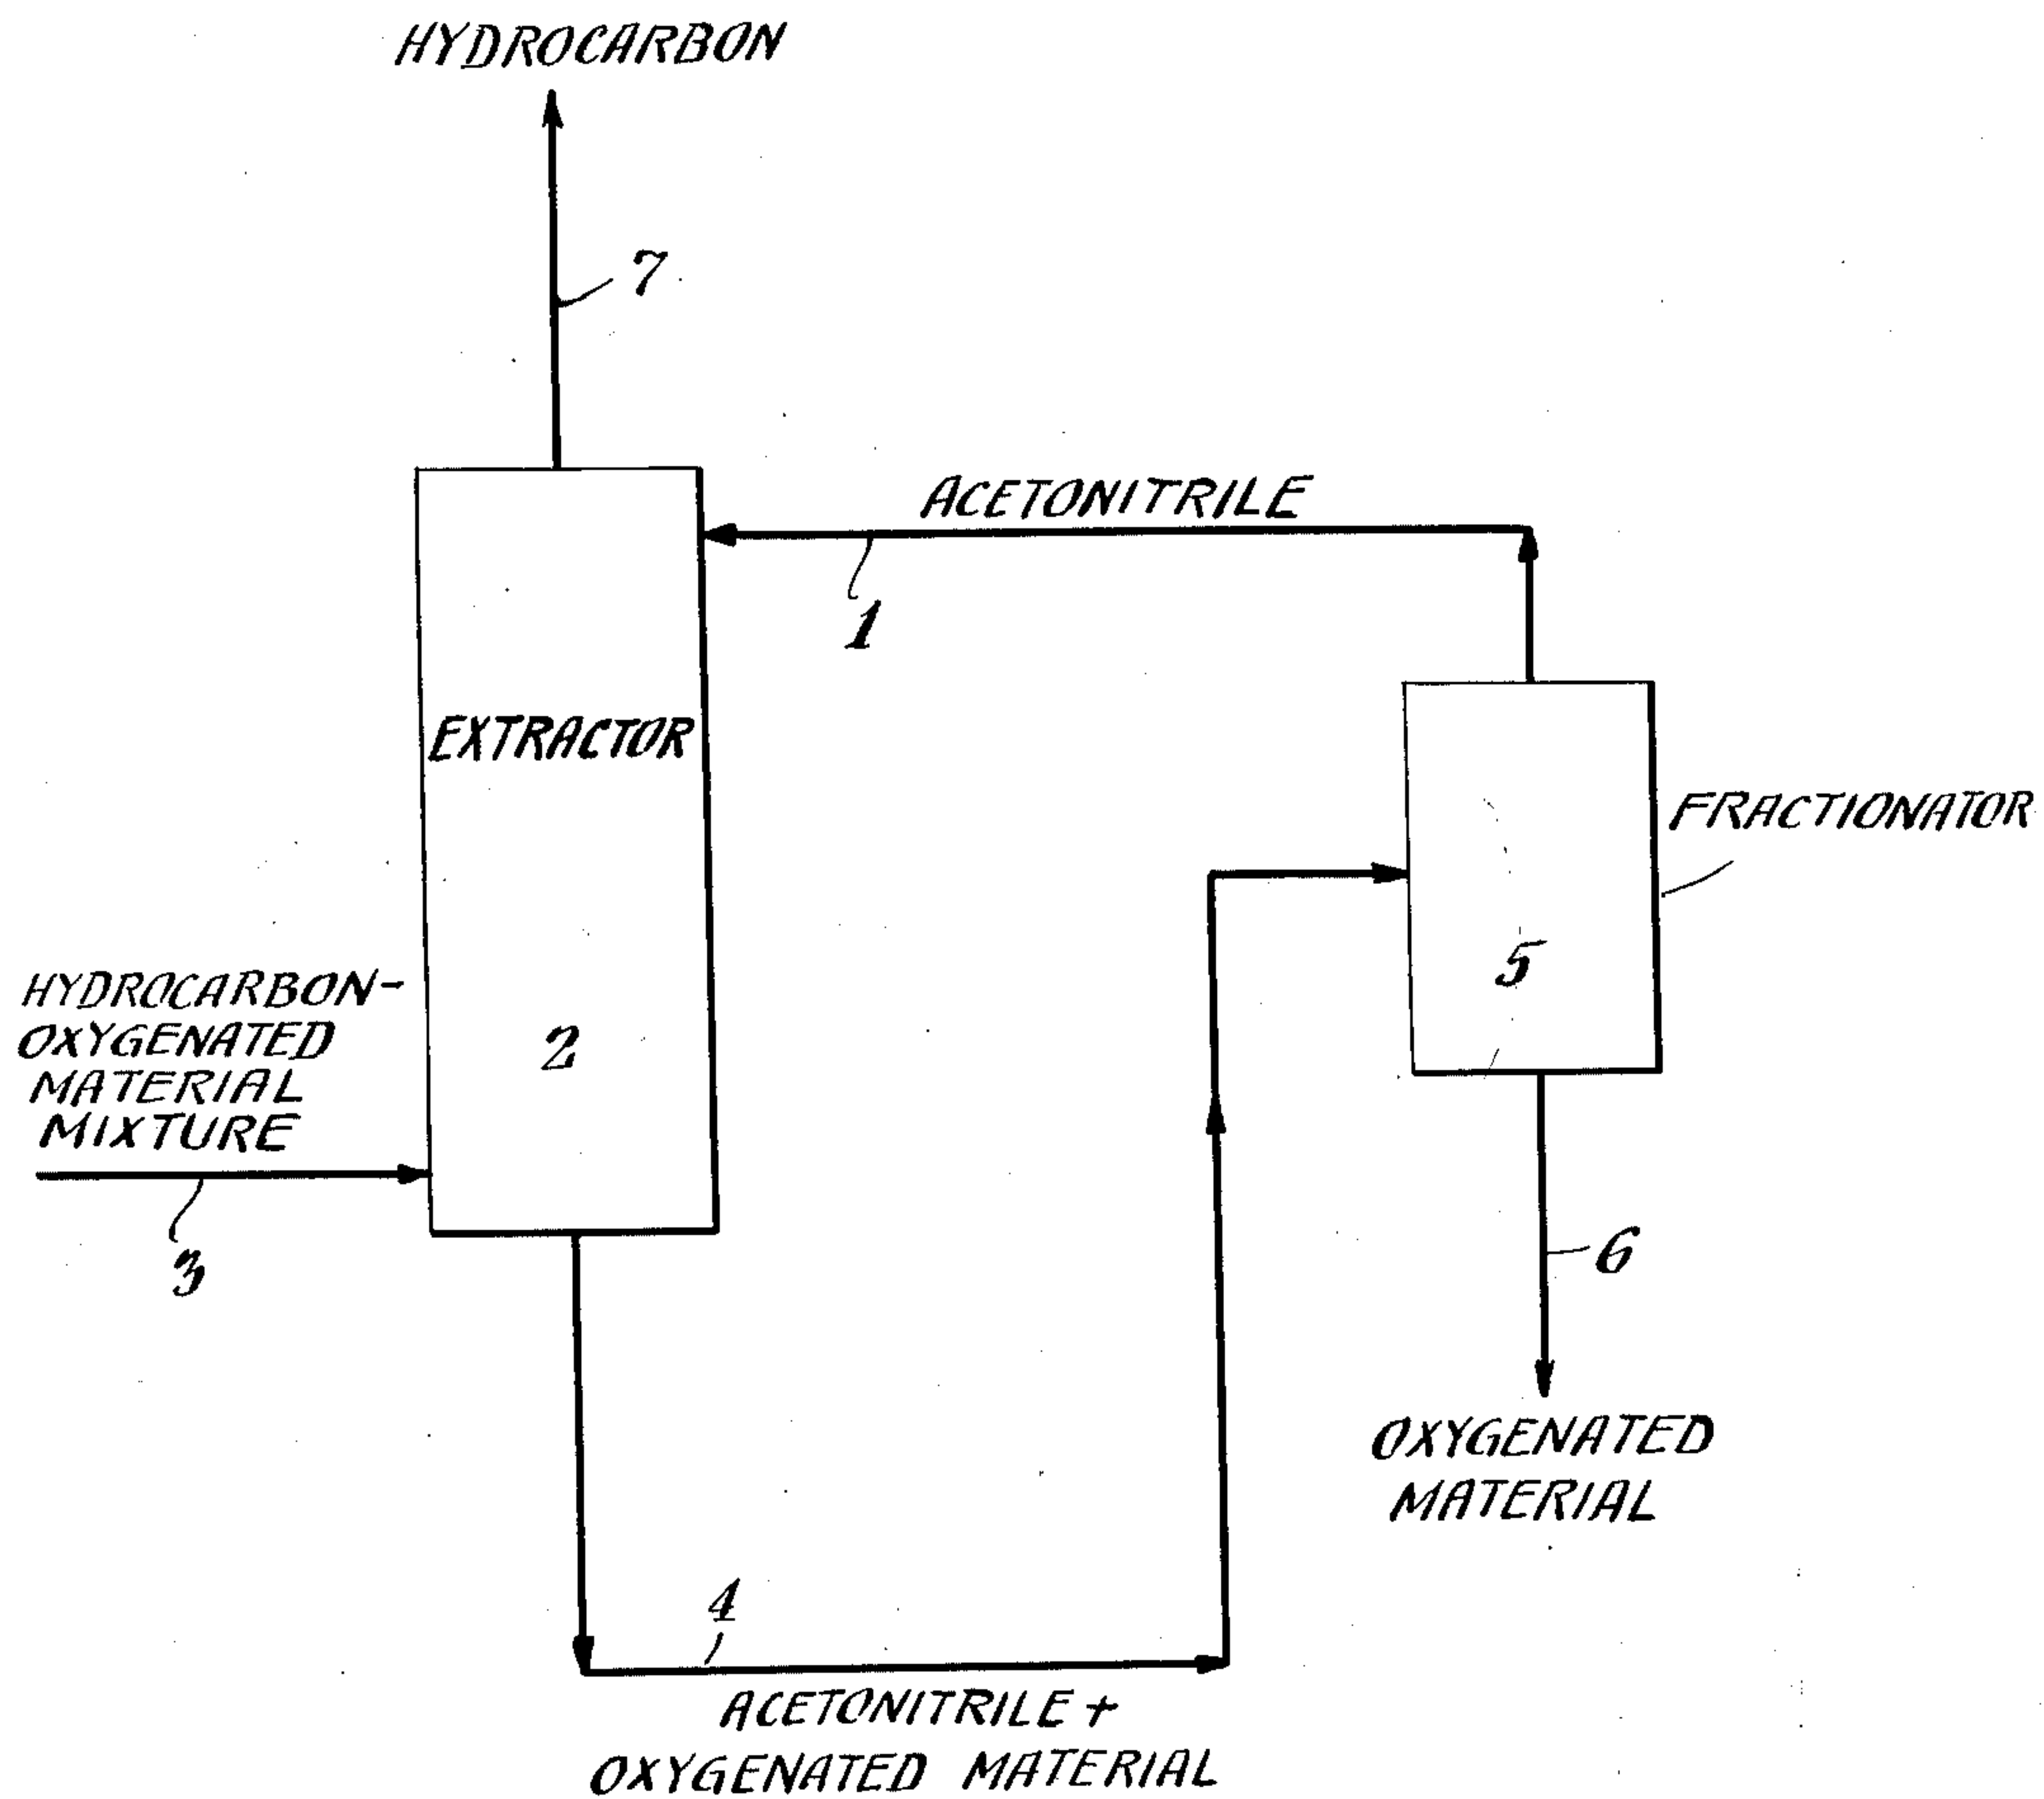 HYDROCARBON
7
ACETONITRILE
1
EXTRACTOR
FRACTIONATOR
5
HYDROCARBON-
OXYGENATED
MATERIAL
MIXTURE
2
3
6
OXYGENATED
MATERIAL
4
ACETONITRILE +
OXYGENATED MATERIAL